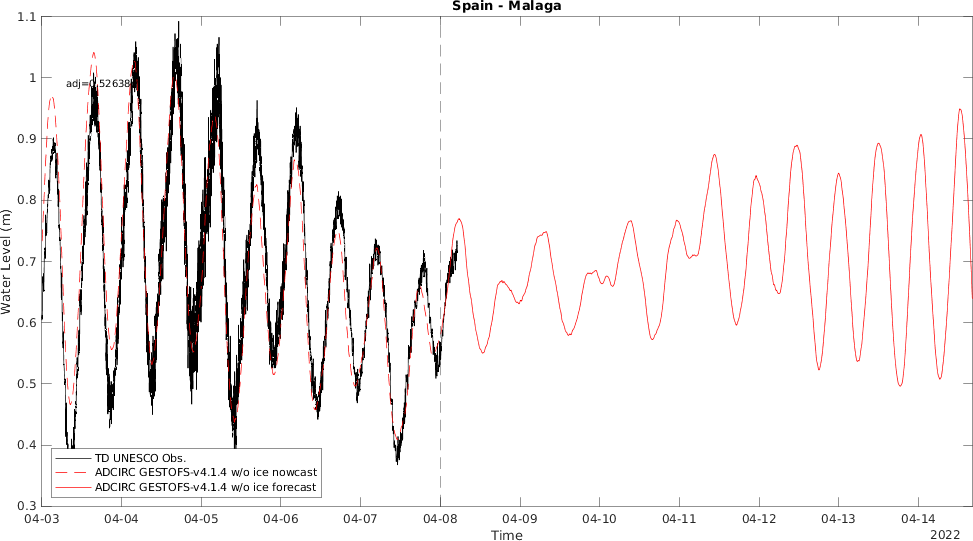 Spain - Malaga
Water Level (m)
1.1
1
0.9
0.8
0.7
0.6
0.5
0.4
0.3
adj=0.52638
TD UNESCO Obs.
ADCIRC GESTOFS-v4.1.4 w/o ice nowcast
ADCIRC GESTOFS-v4.1.4 w/o ice forecast
04-03 04-04 04-05 04-06 04-07 04-08 04-09 04-10 04-11 04-12 04-13 04-14
2022
Time